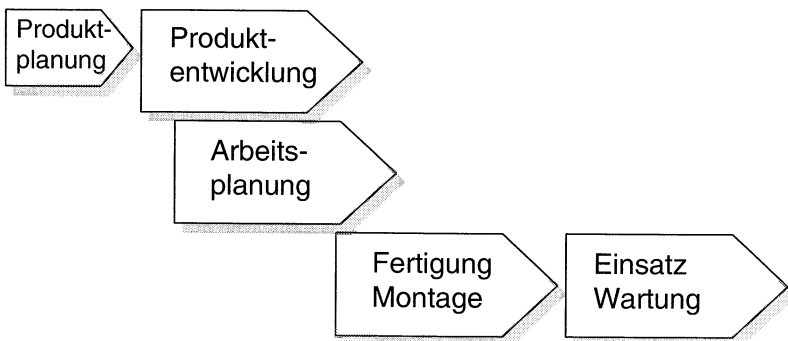 Produkt-
planung
Produkt-
entwicklung
Arbeits-
planung
Fertigung
Montage
Einsatz
Wartung